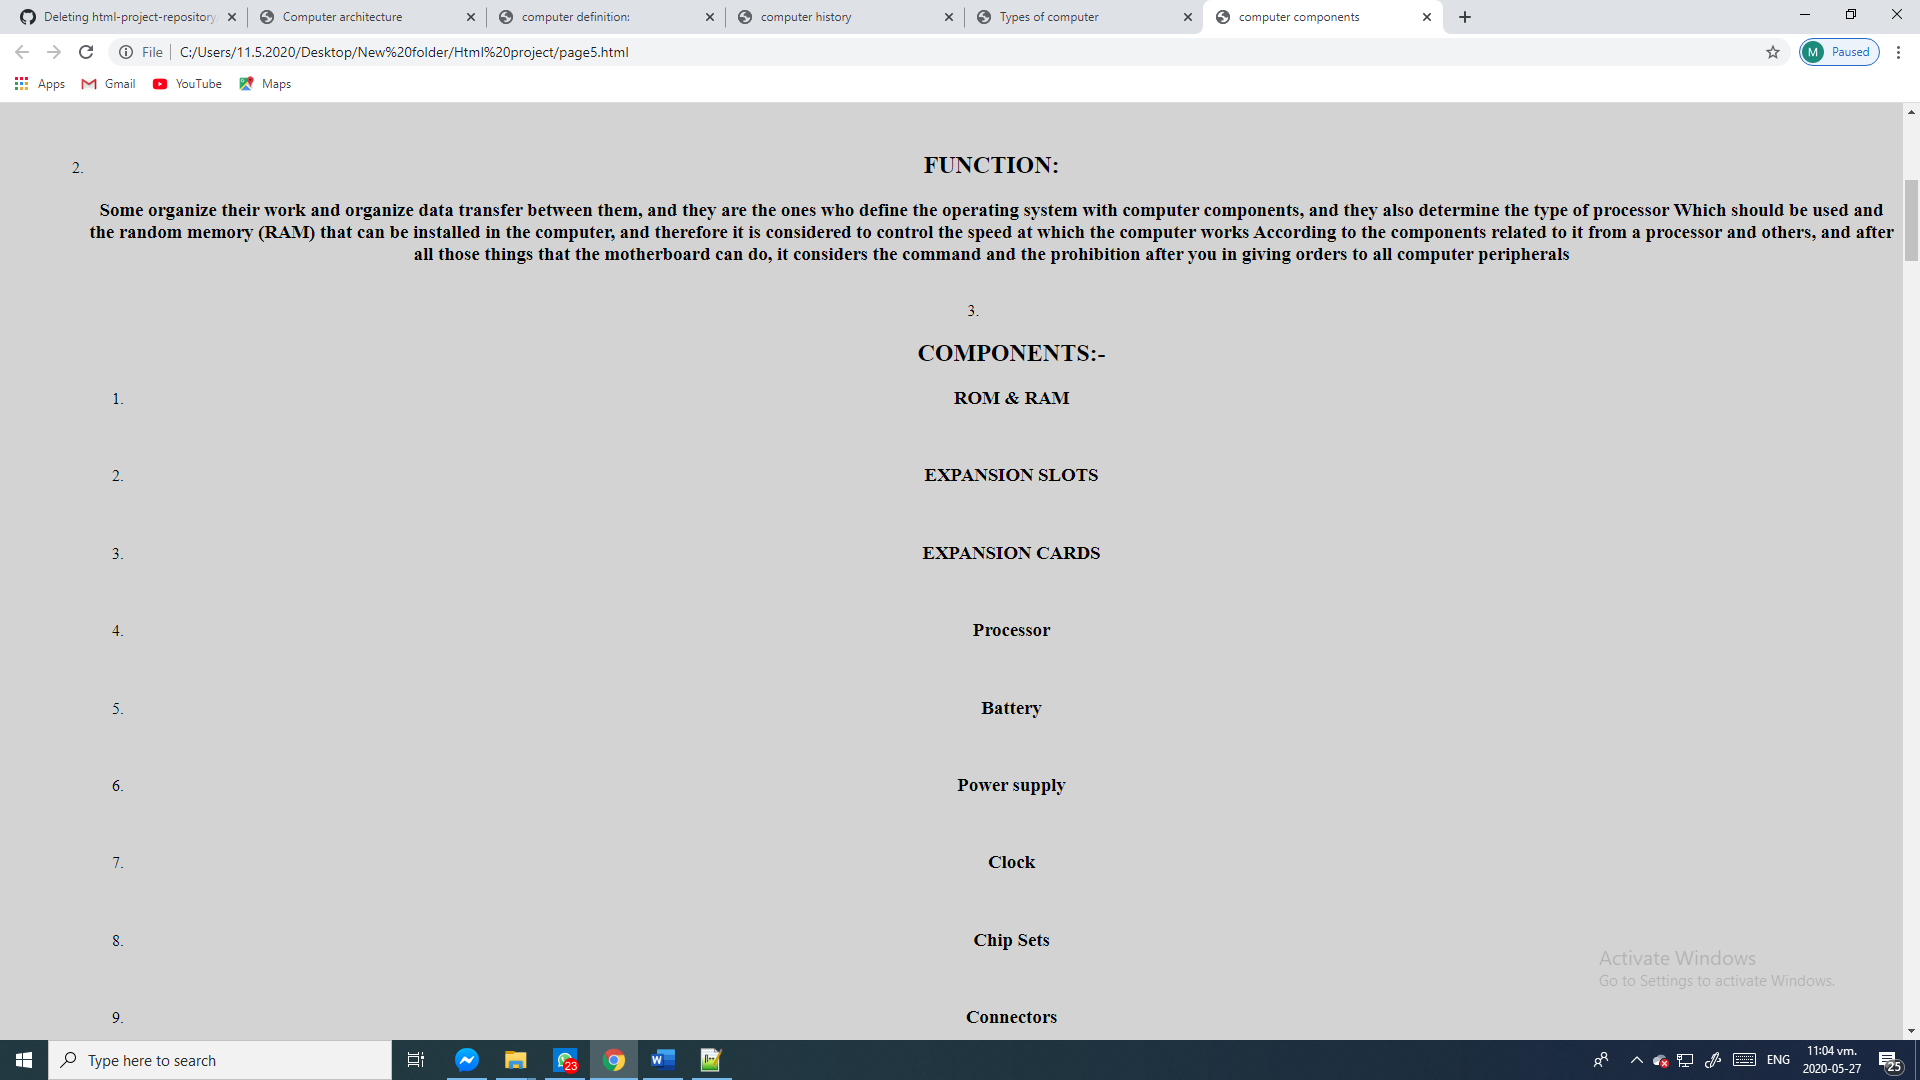 Deleting html-project-repository
Computer architecture
computer definition:
computer history
Types of computer
computer components
File
C:/Users/11.5.2020/Desktop/New%20folder/Html%20project/page5.html
M Paused
Apps
Gmail
YouTube
Maps
2. FUNCTION:
Some organize their work and organize data transfer between them, and they are the ones who define the operating system with computer components, and they also determine the type of processor Which should be used and
the random memory (RAM) that can be installed in the computer, and therefore it is considered to control the speed at which the computer works According to the components related to it from a processor and others, and after
all those things that the motherboard can do, it considers the command and the prohibition after you in giving orders to all computer peripherals
3.
COMPONENTS:-
1. ROM & RAM
2. EXPANSION SLOTS
3. EXPANSION CARDS
4. Processor
5. Battery
6. Power supply
7. Clock
8. Chip Sets
9. Connectors
Activate Windows
Go to Settings to activate Windows.
Type here to search
23
W
ENG
11:04 vm.
2020-05-27
25